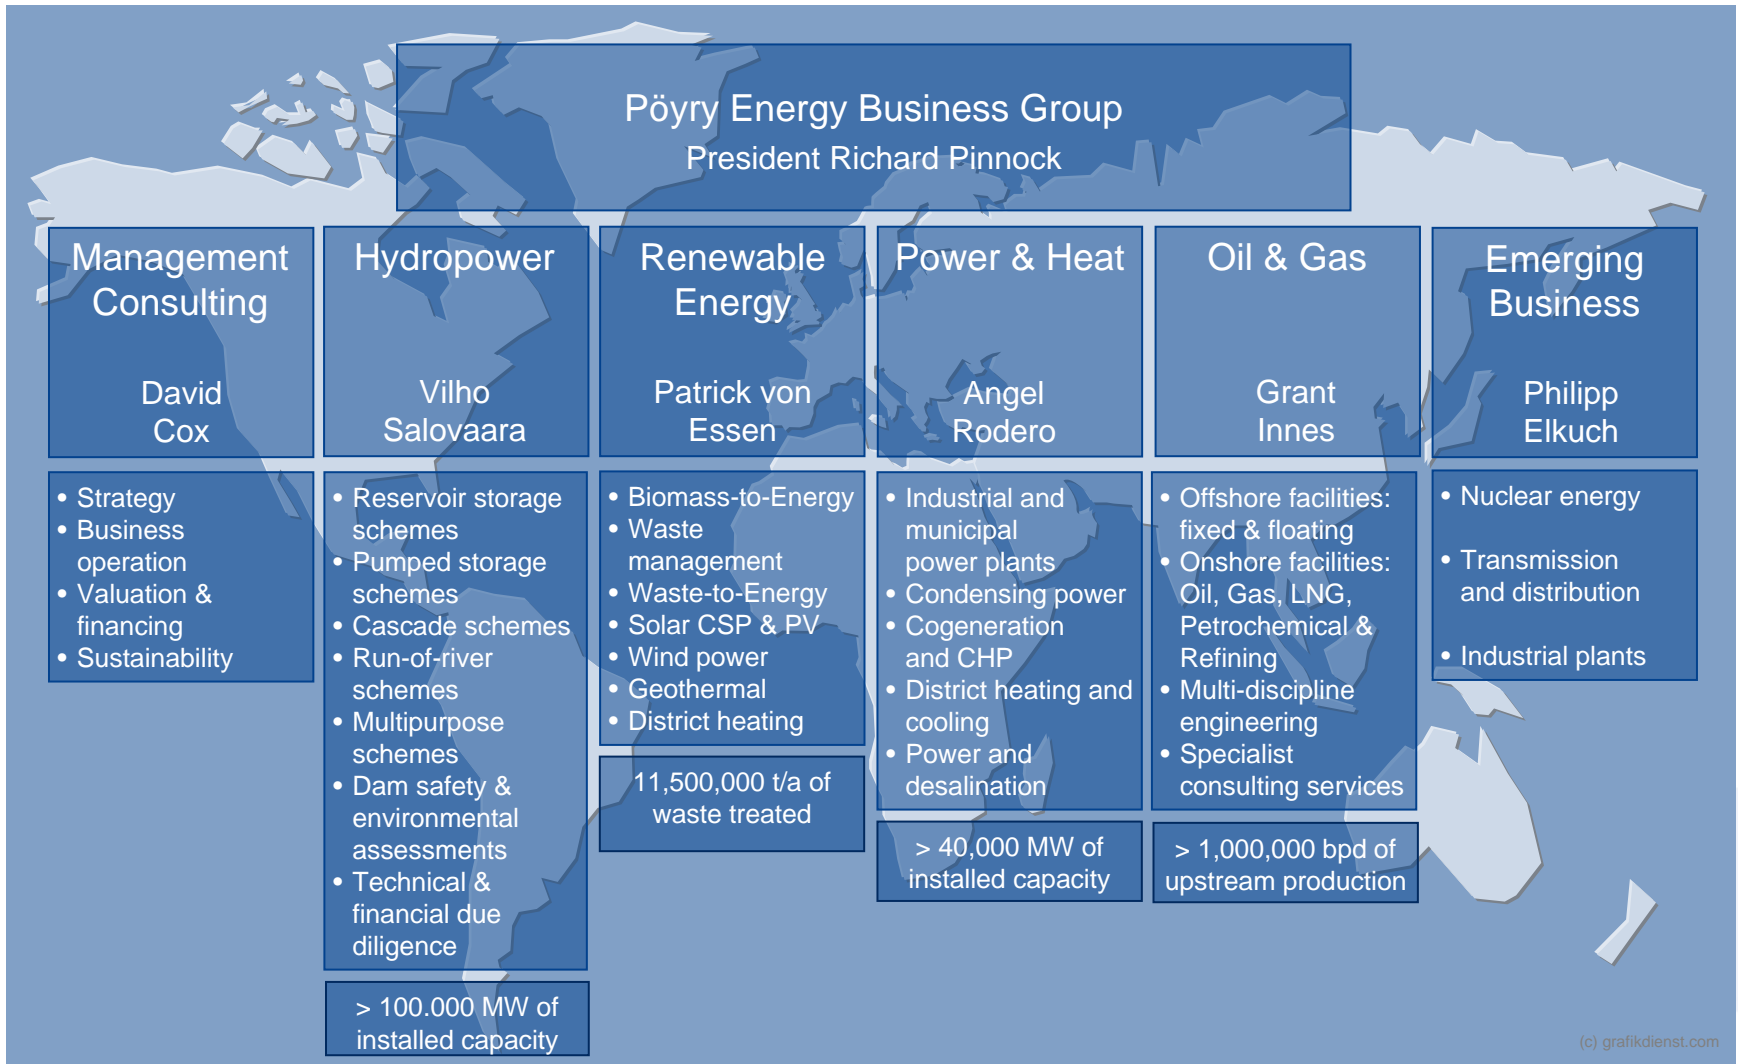 Pöyry Energy Business Group
President Richard Pinnock
Management
Consulting
David
Cox
• Strategy
• Business
operation
• Valuation &
financing
• Sustainability
Hydropower
Vilho
Salovaara
• Reservoir storage
schemes
• Pumped storage
schemes
• Cascade schemes
• Run-of-river
schemes
• Multipurpose
schemes
• Dam safety &
environmental
assessments
• Technical &
financial due
diligence
> 100.000 MW of
installed capacity
Renewable
Energy
Patrick von
Essen
• Biomass-to-Energy
• Waste
management
• Waste-to-Energy
• Solar CSP & PV
• Wind power
• Geothermal
• District heating
11,500,000 t/a of
waste treated
Power & Heat
Angel
Rodero
• Industrial and
municipal
power plants
• Condensing power
• Cogeneration
and CHP
• District heating and
cooling
• Power and
desalination
> 40,000 MW of
installed capacity
Oil & Gas
Grant
Innes
• Offshore facilities:
fixed & floating
• Onshore facilities:
Oil, Gas, LNG,
Petrochemical &
Refining
• Multi-discipline
engineering
• Specialist
consulting services
> 1,000,000 bpd of
upstream production
Emerging
Business
Philipp
Elkuch
• Nuclear energy
• Transmission
and distribution
• Industrial plants
(c) grafikdienst.com